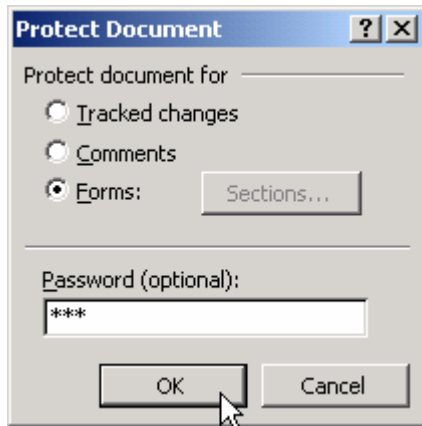 Protect Document
Protect document for
Tracked changes
Comments
Forms:
Sections...
Password (optional):
***
OK
Cancel